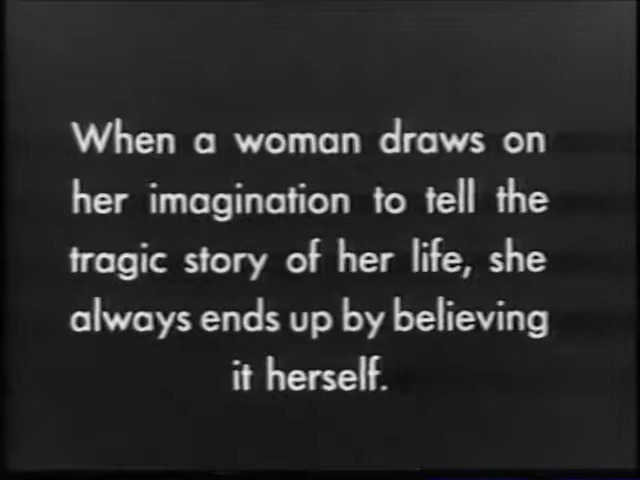 When a woman draws on
her imagination to tell the
tragic story of her life, she
always ends up by believing
it herself.